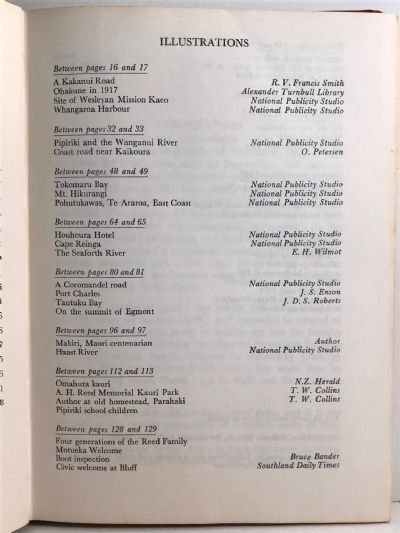 ILLUSTRATIONS
Between pages 16 and 17
A Kakanui Road R. V. Francis Smith
Ohakune in 1917 Alexander Turnbull Library
Site of Wesleyan Mission Kaeo National Publicity Studio
Whangaroa Harbour National Publicity Studio
Between pages 32 and 33
Pipiriki and the Wanganui River National Publicity Studio
Coast road near Kaikoura O. Petersen
Between pages 48 and 49
Tokomaru Bay National Publicity Studio
Mt. Hikurangi National Publicity Studio
Pohutukawas, Te Araroa, East Coast National Publicity Studio
Between pages 64 and 65
Houhoura Hotel National Publicity Studio
Cape Reinga National Publicity Studio
The Seaforth River E. H. Wilmot
Between pages 80 and 81
A Coromandel road National Publicity Studio
Port Charles J. S. Enson
Tautuku Bay J. D. S. Roberts
On the summit of Egmont
Between pages 96 and 97
Makiri, Maori centenarian Author
Haast River National Publicity Studio
Between pages 112 and 113
Omahuta kauri N.Z. Herald
A. H. Reed Memorial Kauri Park T. W. Collins
Author at old homestead, Parahaki T. W. Collins
Pipiriki school children
Between pages 128 and 129
Four generations of the Reed Family
Motueka Welcome
Boot inspection Bruce Bander
Civic welcome at Bluff Southland Daily Times